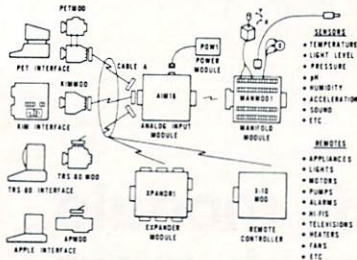 PETMOD
PET INTERFACE
KIMMOD
KIM INTERFACE
TRS 80 INTERFACE
TRS 80 MOD
APPLE INTERFACE
APMOD
CABLE A
AIM16
ANALOG INPUT
MODULE
POW1
POWER
MODULE
MANMOD1
MANIFOLD
MODULE
XPANDR1
EXPANDER
MODULE
X-10
MOD
REMOTE
CONTROLLER
SENSORS
• TEMPERATURE
• LIGHT LEVEL
• PRESSURE
• pH
• HUMIDITY
• ACCELERATION
• SOUND
• ETC
REMOTES
• APPLIANCES
• LIGHTS
• MOTORS
• PUMPS
• ALARMS
• HI-FIS
• TELEVISIONS
• HEATERS
• FANS
• ETC